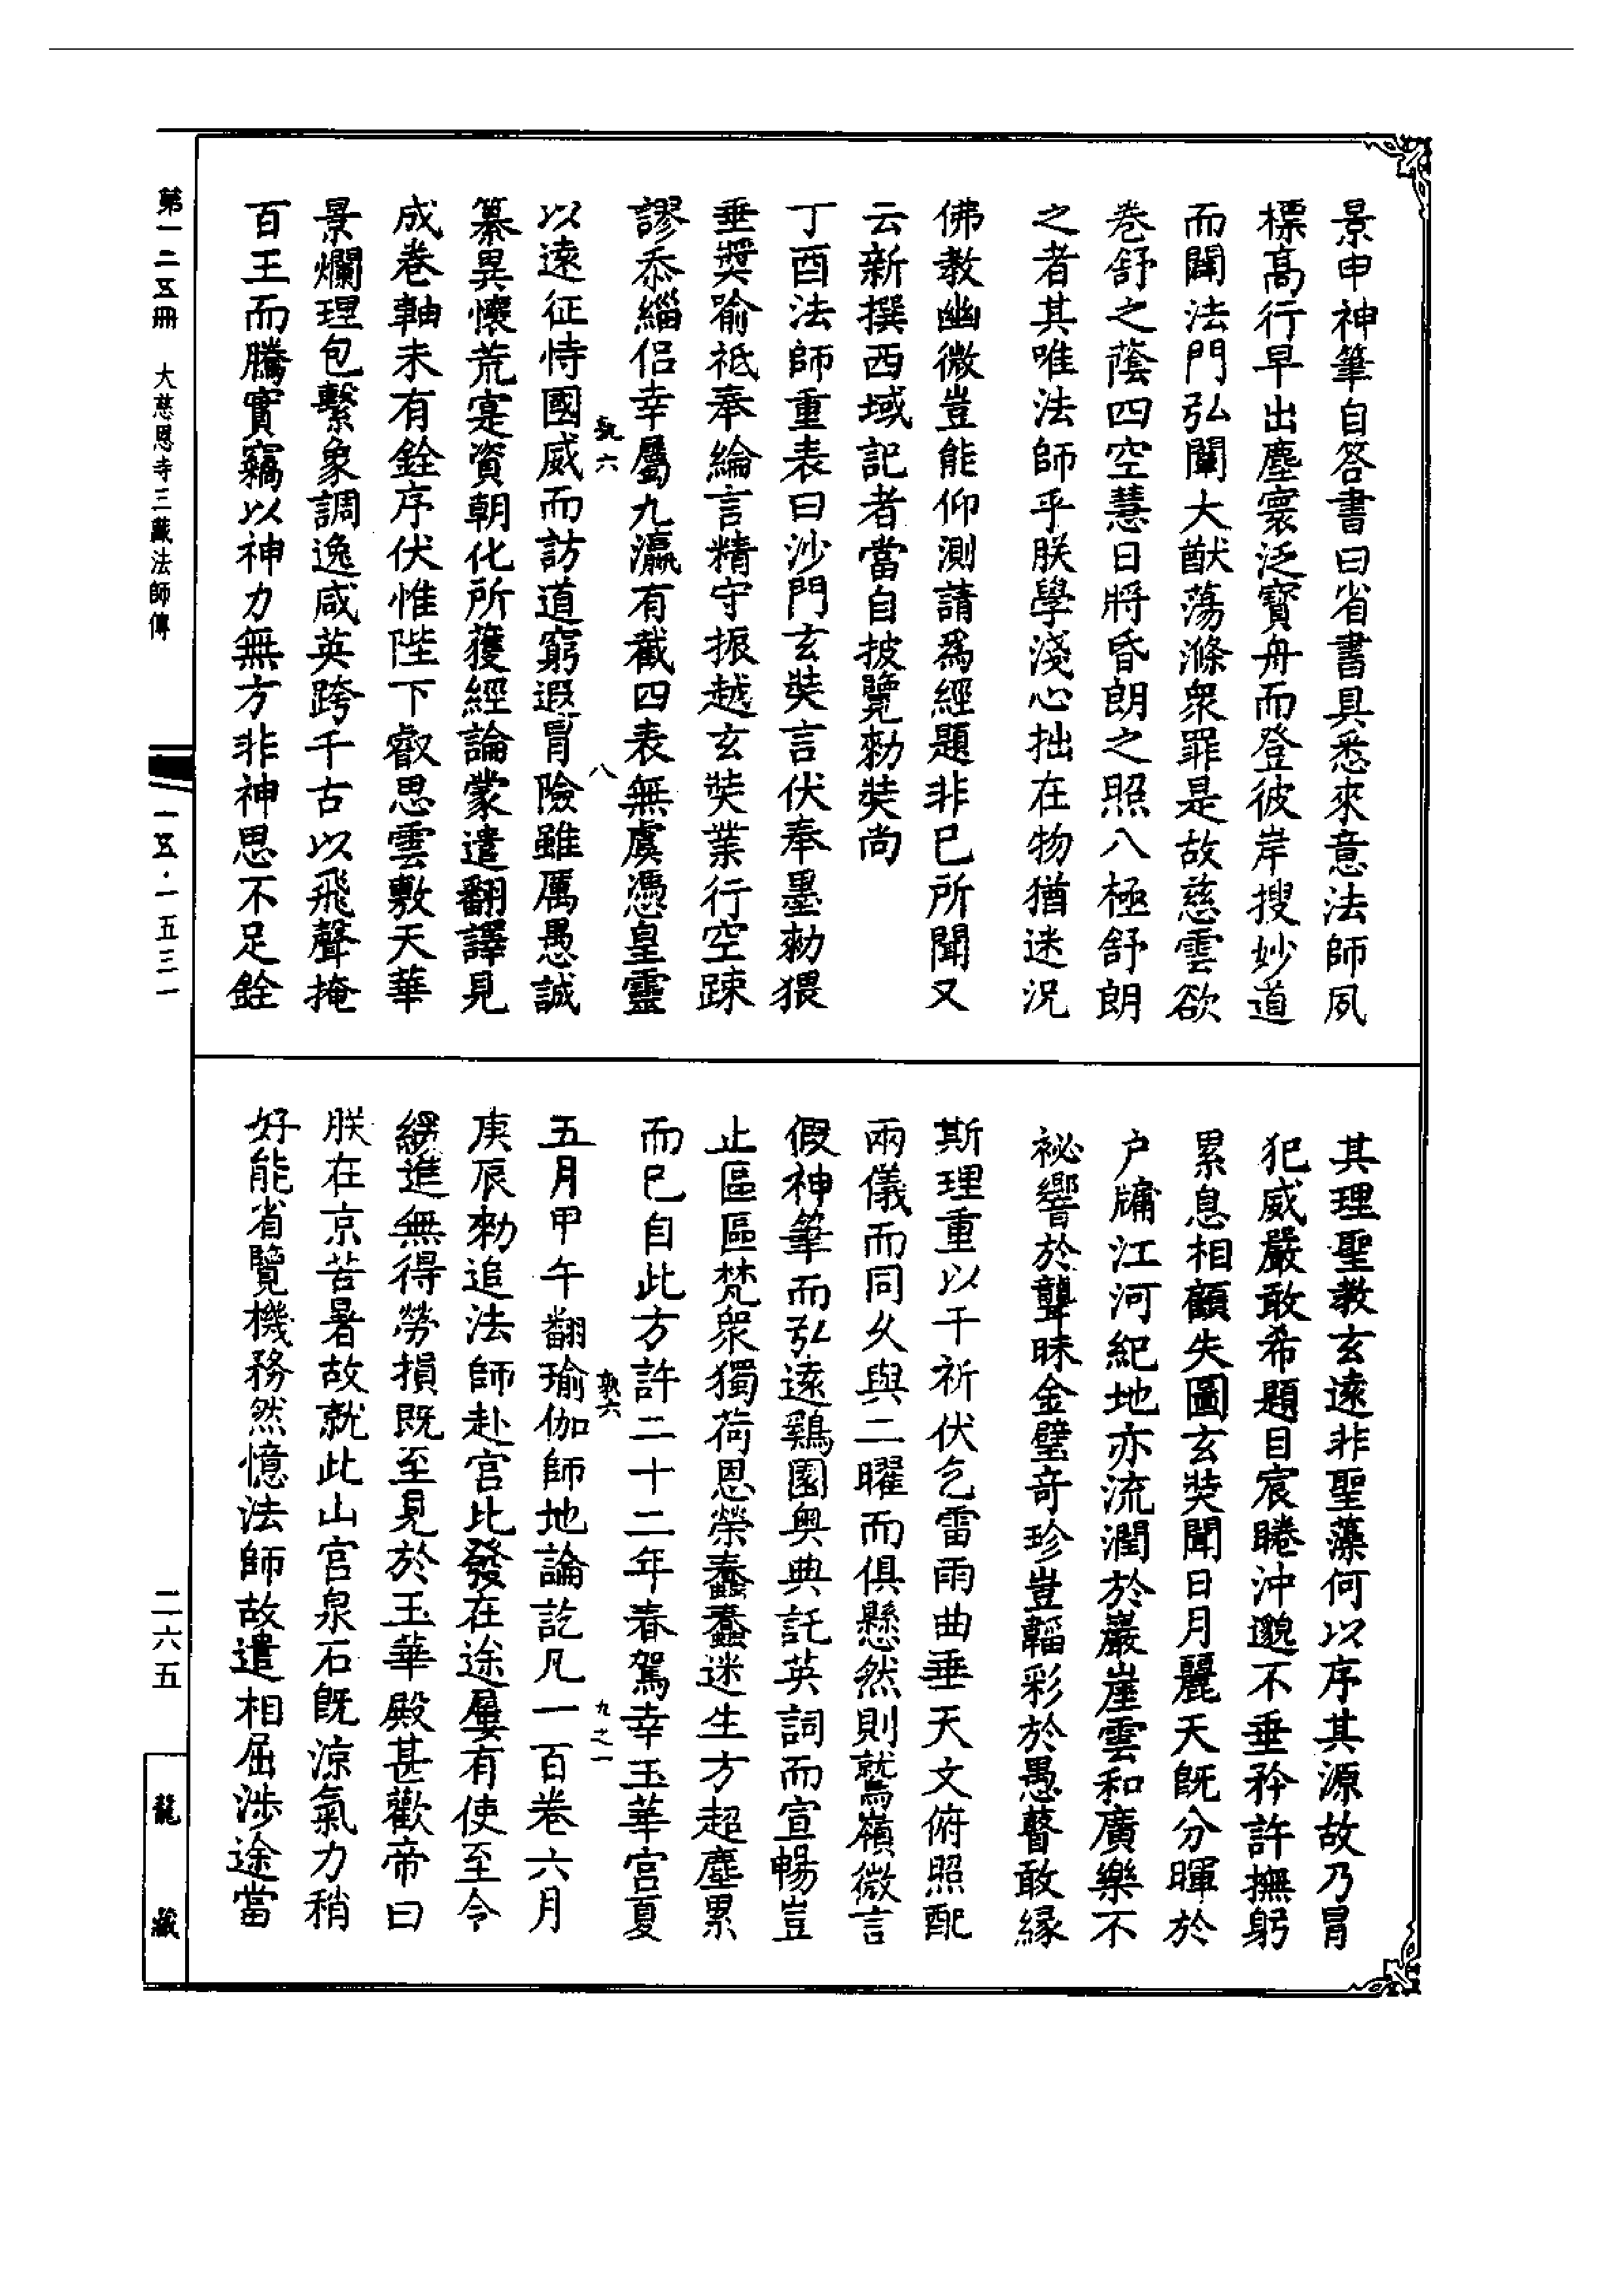 景申神筆自答書曰省書具悉來意法師夙
標高行早出塵寰泛寶舟而登彼岸搜妙道
而闢法門弘闡大猷蕩滌衆罪是故慈雲欲
卷舒之蔭四空慧日將昏朗之照八極舒朗
之者其唯法師乎朕學淺心拙在物猶迷況
佛教幽微豈能仰測請爲經題非已所聞又
云新撰西域記者當自披覽勑奘尚
丁酉法師重表曰沙門玄奘言伏奉墨勑猥
垂奬喻祗奉綸言精守振越玄奘業行空踈
謬忝緇侣幸屬九瀛有截四表無虞憑皇靈
以遠征恃國威而訪道窮遐冐險雖厲愚誠
纂異懷荒寔資朝化所獲經論蒙遣翻譯見
成卷軸未有銓序伏惟陛下叡思雲敷天華
景爛理包繫象調逸咸英跨千古以飛聲掩
百王而騰實竊以神力無方非神思不足銓
其理聖教玄遠非聖藻何以序其源故乃冐
犯威嚴敢希題目宸睠沖邈不垂矜許撫躬
累息相顧失圖玄奘聞日月麗天旣分暉於
户牖江河紀地亦流潤於巖崖雲和廣樂不
祕響於聾昧金璧奇珍豈韜彩於愚瞽敢縁
斯理重以干祈伏乞雷雨曲垂天文俯照配
兩儀而同久與二曜而俱懸然則鷲嶺微言
假神筆而弘遠鷄園奥典託英詞而宣暢豈
止區區梵衆獨荷恩榮蠢蠢迷生方超塵累
而已自此方許二十二年春駕幸玉華宫夏
五月甲午翻瑜伽師地論訖凡一百卷六月
庚辰勑追法師赴宫比發在途屢有使至令
緩進無得勞損既至見於玉華殿甚歡帝曰
朕在京苦暑故就此山宫泉石旣凉氣力稍
好能省覽機務然憶法師故遣相屈涉途當
孰六
八
孰六
九之一
第一二五冊　大慈恩寺三藏法師傳
一五·一五三一
二六五
龍藏